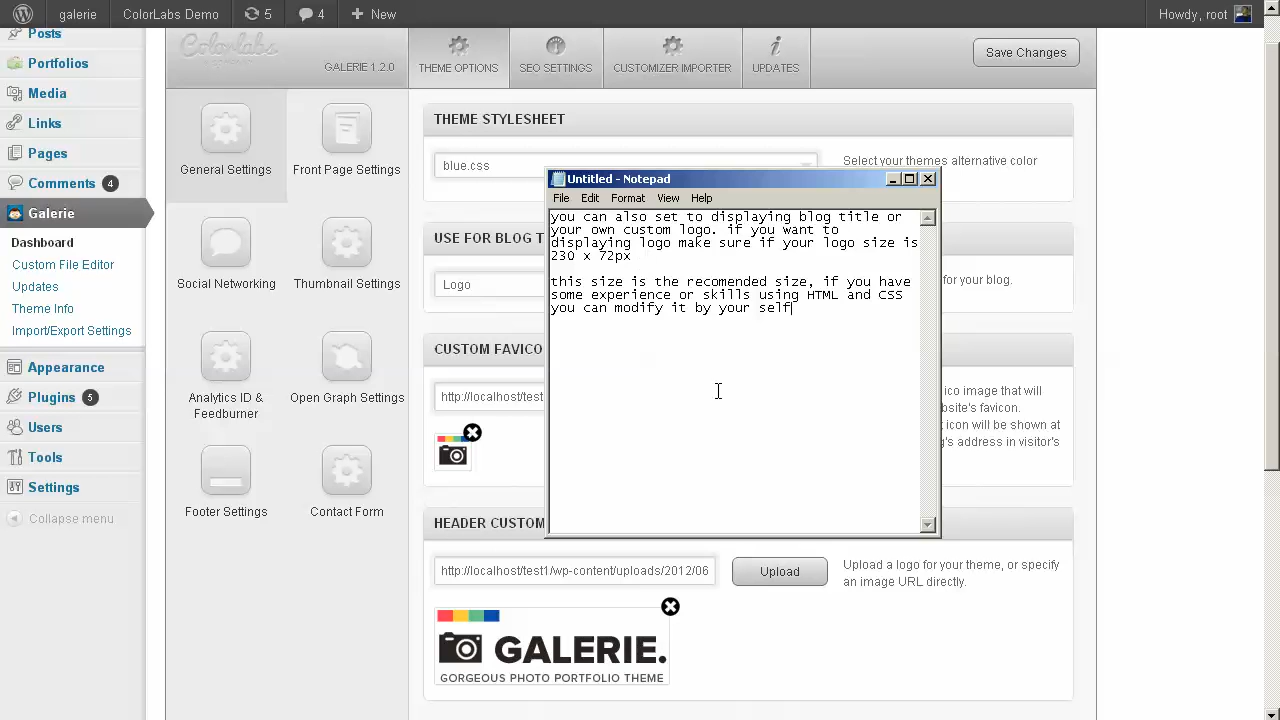 galerie
ColorLabs Demo
5
4
New
Howdy, root
Posts
Portfolios
Media
Links
Pages
Comments 4
Galerie
Dashboard
Custom File Editor
Updates
Theme Info
Import/Export Settings
Appearance
Plugins 5
Users
Tools
Settings
Collapse menu
Colorlabs
GALERIE 1.2.0
THEME OPTIONS
SEO SETTINGS
CUSTOMIZER IMPORTER
UPDATES
Save Changes
General Settings
Front Page Settings
Social Networking
Thumbnail Settings
Analytics ID &
Feedburner
Open Graph Settings
Footer Settings
Contact Form
THEME STYLESHEET
blue.css
Select your themes alternative color
Untitled - Notepad
File Edit Format View Help
you can also set to displaying blog title or
your own custom logo. if you want to
displaying logo make sure if your logo size is
230 x 72px
this size is the recomended size, if you have
some experience or skills using HTML and CSS
you can modify it by your self
USE FOR BLOG T
Logo
for your blog.
CUSTOM FAVICO
http://localhost/test
ico image that will
bsite's favicon.
icon will be shown at
g's address in visitor's
HEADER CUSTOM
http://localhost/test1/wp-content/uploads/2012/06
Upload
Upload a logo for your theme, or specify
an image URL directly.
GALERIE.
GORGEOUS PHOTO PORTFOLIO THEME